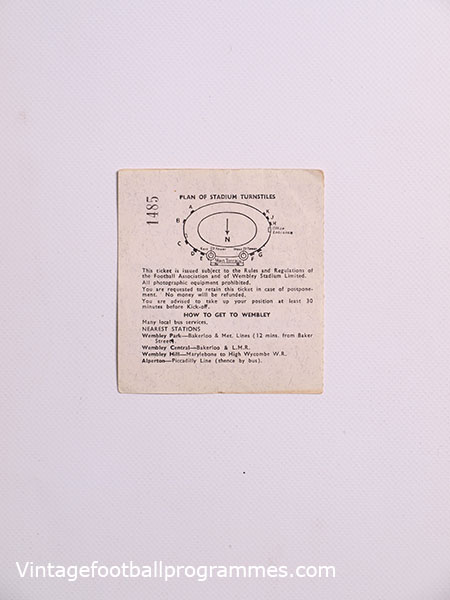 1485
PLAN OF STADIUM TURNSTILES
A
K
B
J
H
C
N
D
G
E
F
This ticket is issued subject to the Rules and Regulations of
the Football Association and of Wembley Stadium Limited.
All photographic equipment prohibited.
You are requested to retain this ticket in case of postpone-
ment. No money will be refunded.
You are advised to take up your position at least 30
minutes before Kick-off.
HOW TO GET TO WEMBLEY
Many local bus services.
NEAREST STATIONS
Wembley Park—Bakerloo & Met. Lines (12 mins. from Baker
Street).
Wembley Central—Bakerloo & L.M.R.
Wembley Hill—Marylebone to High Wycombe W.R.
Alperton—Piccadilly Line (thence by bus).
Vintagefootballprogrammes.com